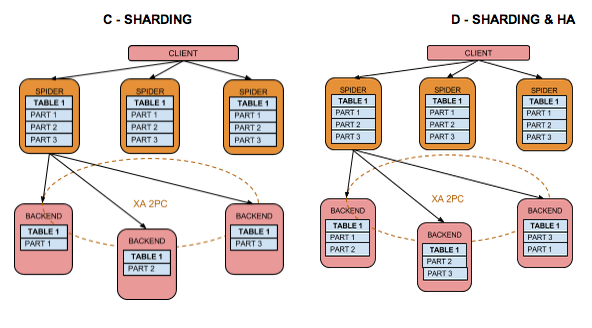 C - SHARDING
CLIENT
SPIDER
TABLE 1
PART 1
PART 2
PART 3
SPIDER
TABLE 1
PART 1
PART 2
PART 3
SPIDER
TABLE 1
PART 1
PART 2
PART 3
XA 2PC
BACKEND
TABLE 1
PART 1
BACKEND
TABLE 1
PART 2
BACKEND
TABLE 1
PART 3
D - SHARDING & HA
CLIENT
SPIDER
TABLE 1
PART 1
PART 2
PART 3
SPIDER
TABLE 1
PART 1
PART 2
PART 3
SPIDER
TABLE 1
PART 1
PART 2
PART 3
XA 2PC
BACKEND
TABLE 1
PART 1
PART 2
BACKEND
TABLE 1
PART 2
PART 3
BACKEND
TABLE 1
PART 3
PART 1